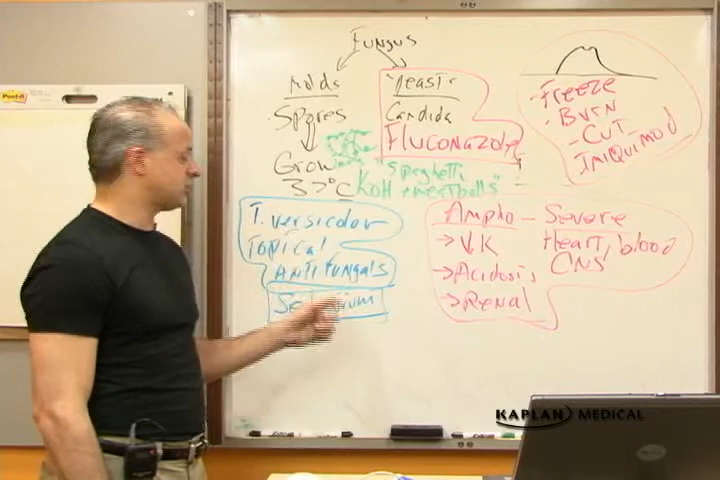 Fungus
Molds
Spores
Grow
37°C
"Yeast"
Candida
Fluconazole
"Spaghetti
KOH emeatballs"
-Freeze
·Burn
-Cut
Imiquimod
T. versicolor
Topical
Antifungals
Ampho - Severe
→ ↓K
Heart, blood
CNS
→Acidosis
→Renal
Post-it
KAPLAN MEDICAL